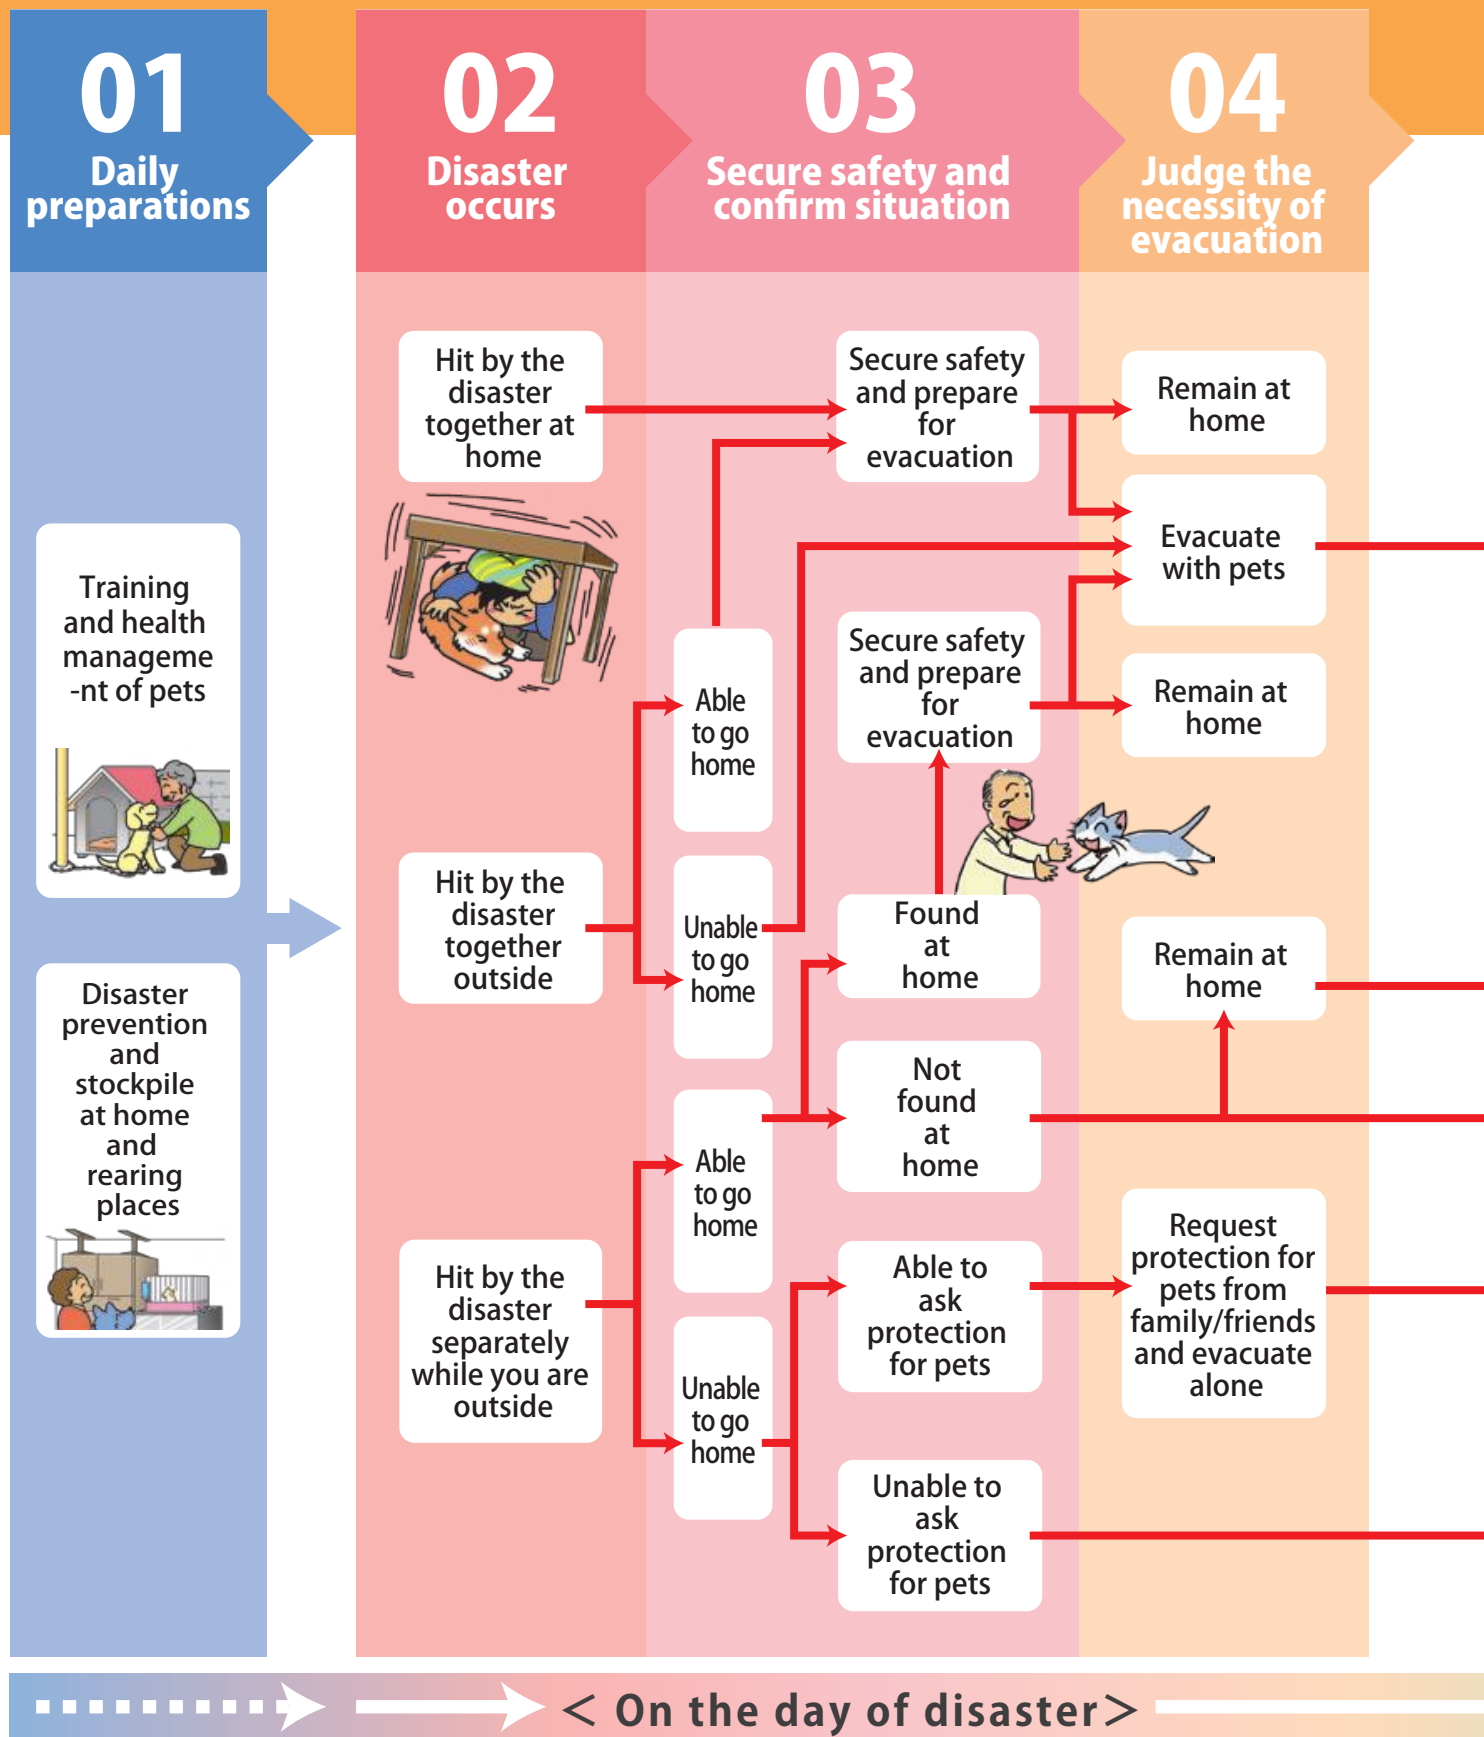 01
Daily
preparations
02
Disaster
occurs
03
Secure safety and
confirm situation
04
Judge the
necessity of
evacuation
Training
and health
manageme
-nt of pets
Disaster
prevention
and
stockpile
at home
and
rearing
places
Hit by the
disaster
together at
home
Hit by the
disaster
together
outside
Hit by the
disaster
separately
while you are
outside
Able
to go
home
Unable
to go
home
Able
to go
home
Unable
to go
home
Secure safety
and prepare
for
evacuation
Secure safety
and prepare
for
evacuation
Found
at
home
Not
found
at
home
Able to
ask
protection
for pets
Unable to
ask
protection
for pets
Remain at
home
Evacuate
with pets
Remain at
home
Remain at
home
Request
protection for
pets from
family/friends
and evacuate
alone
＜ On the day of disaster＞